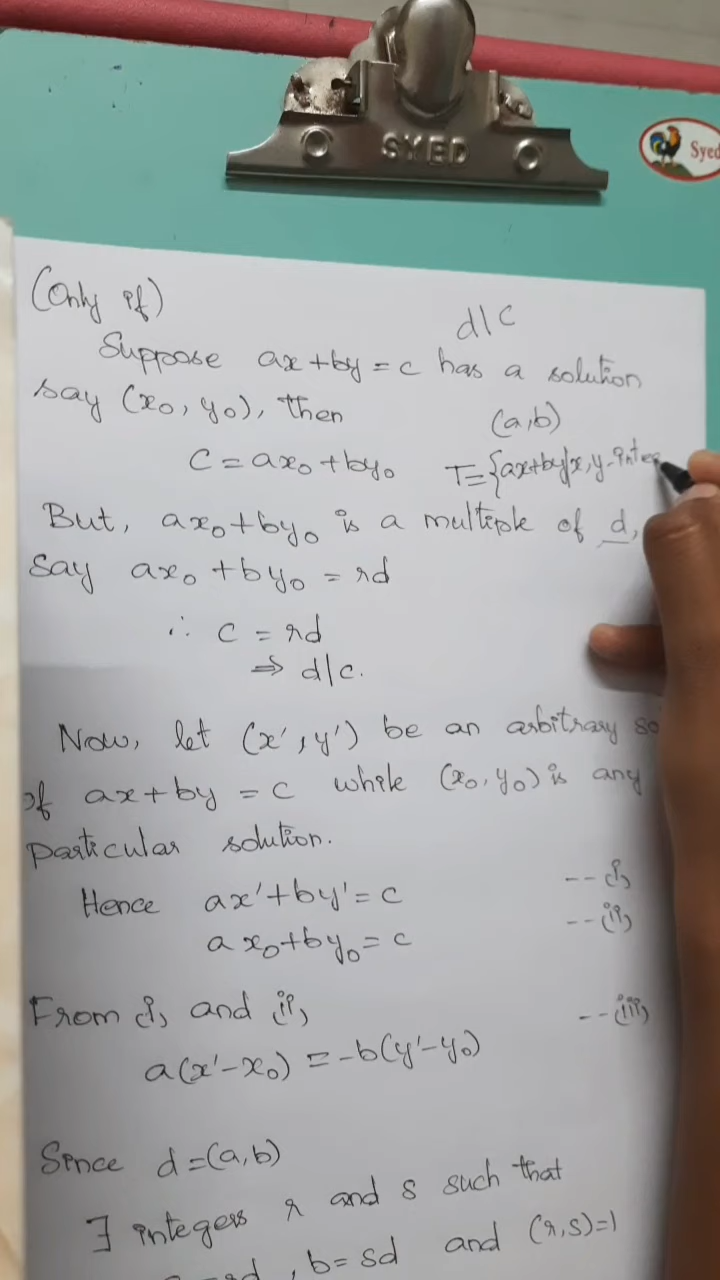 SYED
Syed
(Only if)
d|c
Suppose ax+by=c has a solution
say (x₀, y₀), then
(a,b)
c = ax₀+by₀
T={ax+by|x,y-inte
But, ax₀+by₀ is a multiple of d,
say ax₀+by₀ = rd
∴ c = rd
⇒ d|c.
Now, let (x', y') be an arbitrary so
of ax+by = c while (x₀, y₀) is any
particular solution.
Hence ax'+by'= c --i,
ax₀+by₀= c --ii,
From i, and ii, --iii,
a(x'-x₀) = -b(y'-y₀)
Since d=(a,b)
∃ integers r and s such that
=rd, b= sd and (r,s)=1